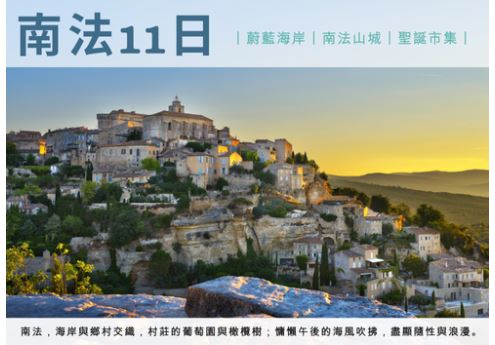 南法11日
|蔚藍海岸|南法山城|聖誕市集|
南法，海岸與鄉村交織，村莊的葡萄園與橄欖樹；慵懶午後的海風吹拂，盡顯隨性與浪漫。